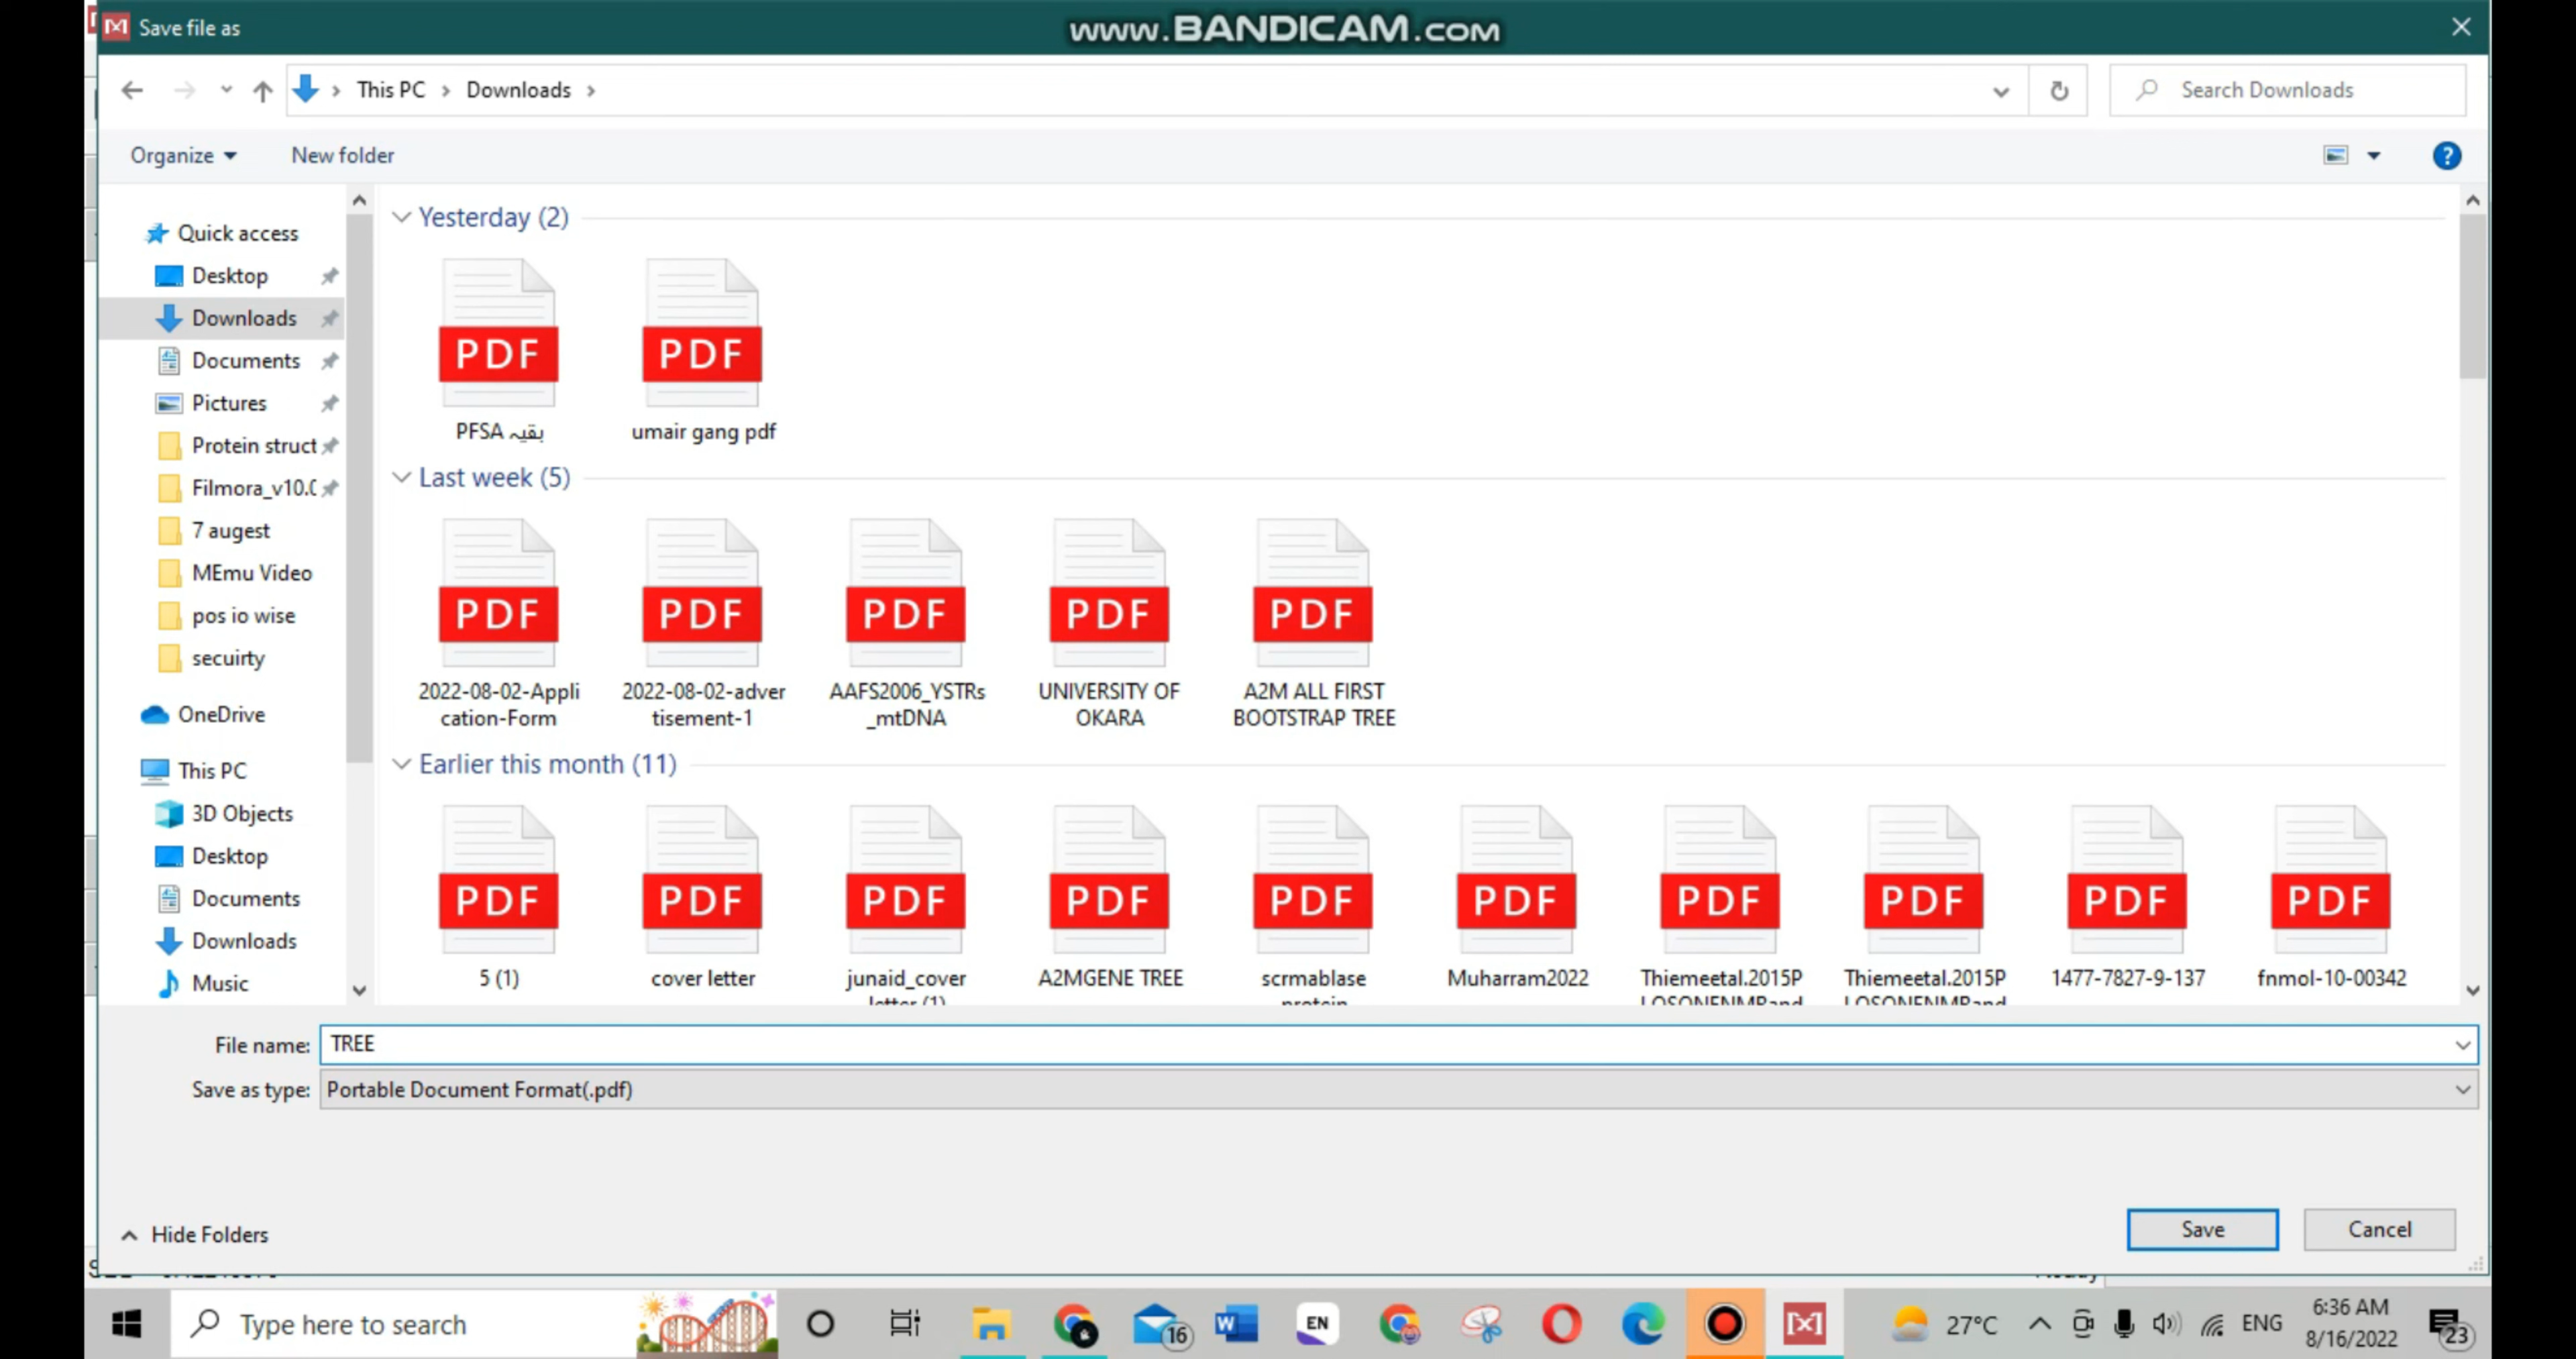 Save file as
www.BANDICAM.com
This PC > Downloads >
Search Downloads
Organize
New folder
?
Quick access
Desktop
Downloads
Documents
Pictures
Protein struct
Filmora_v10.0
7 augest
MEmu Video
pos io wise
secuirty
OneDrive
This PC
3D Objects
Desktop
Documents
Downloads
Music
Yesterday (2)
PDF PDF
PFSA بقیہ
umair gang pdf
Last week (5)
PDF PDF PDF PDF PDF
2022-08-02-Appli
cation-Form
2022-08-02-adver
tisement-1
AAFS2006_YSTRs
_mtDNA
UNIVERSITY OF
OKARA
A2M ALL FIRST
BOOTSTRAP TREE
Earlier this month (11)
PDF PDF PDF PDF PDF PDF PDF PDF PDF PDF
5 (1)
cover letter
junaid_cover
letter (1)
A2MGENE TREE
scrmablase
protein
Muharram2022
Thiemeetal.2015P
LOSONENMRand
Thiemeetal.2015P
LOSONENMRand
1477-7827-9-137
fnmol-10-00342
File name: TREE
Save as type: Portable Document Format(.pdf)
Hide Folders
Save
Cancel
Type here to search
16
W
EN
27°C
ENG
6:36 AM
8/16/2022
23